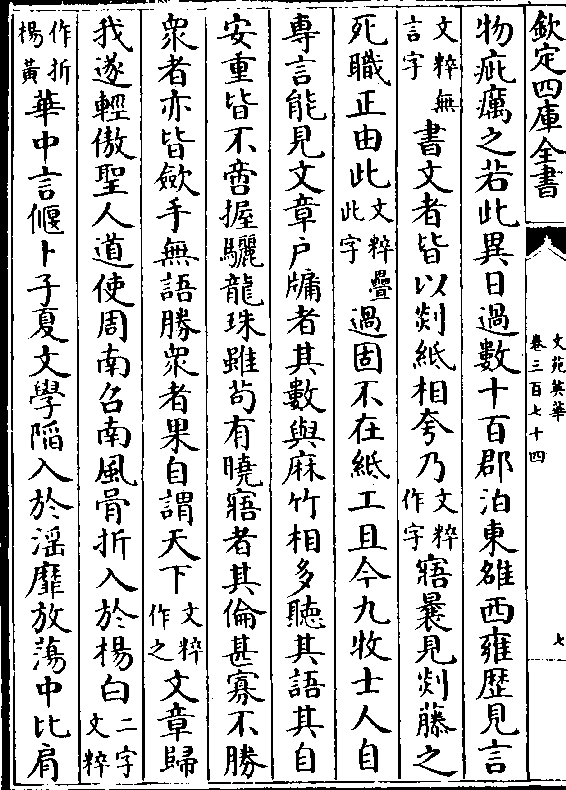 欽定四庫全書
文苑英華
卷三百七十四
七
物疵癘之若此異日過數十百郡泊東雒西雍歴見言
文粹無言字書文者皆以剡紙相夸乃文粹作字寤曩見剡藤之
死職正由此文粹疊此字過固不在紙工且今九牧士人自
專言能見文章戶牖者其數與麻竹相多聽其語其自
安重皆不啻握驪龍珠雖茍有曉寤者其倫甚寡不勝
衆者亦皆歛手無語勝衆者果自謂天下文粹作之文章歸
我遂輕傲聖人道使周南召南風骨折入於楊白二字文粹
作折楊黃華中言偃卜子夏文學陷入於淫靡放蕩中比肩